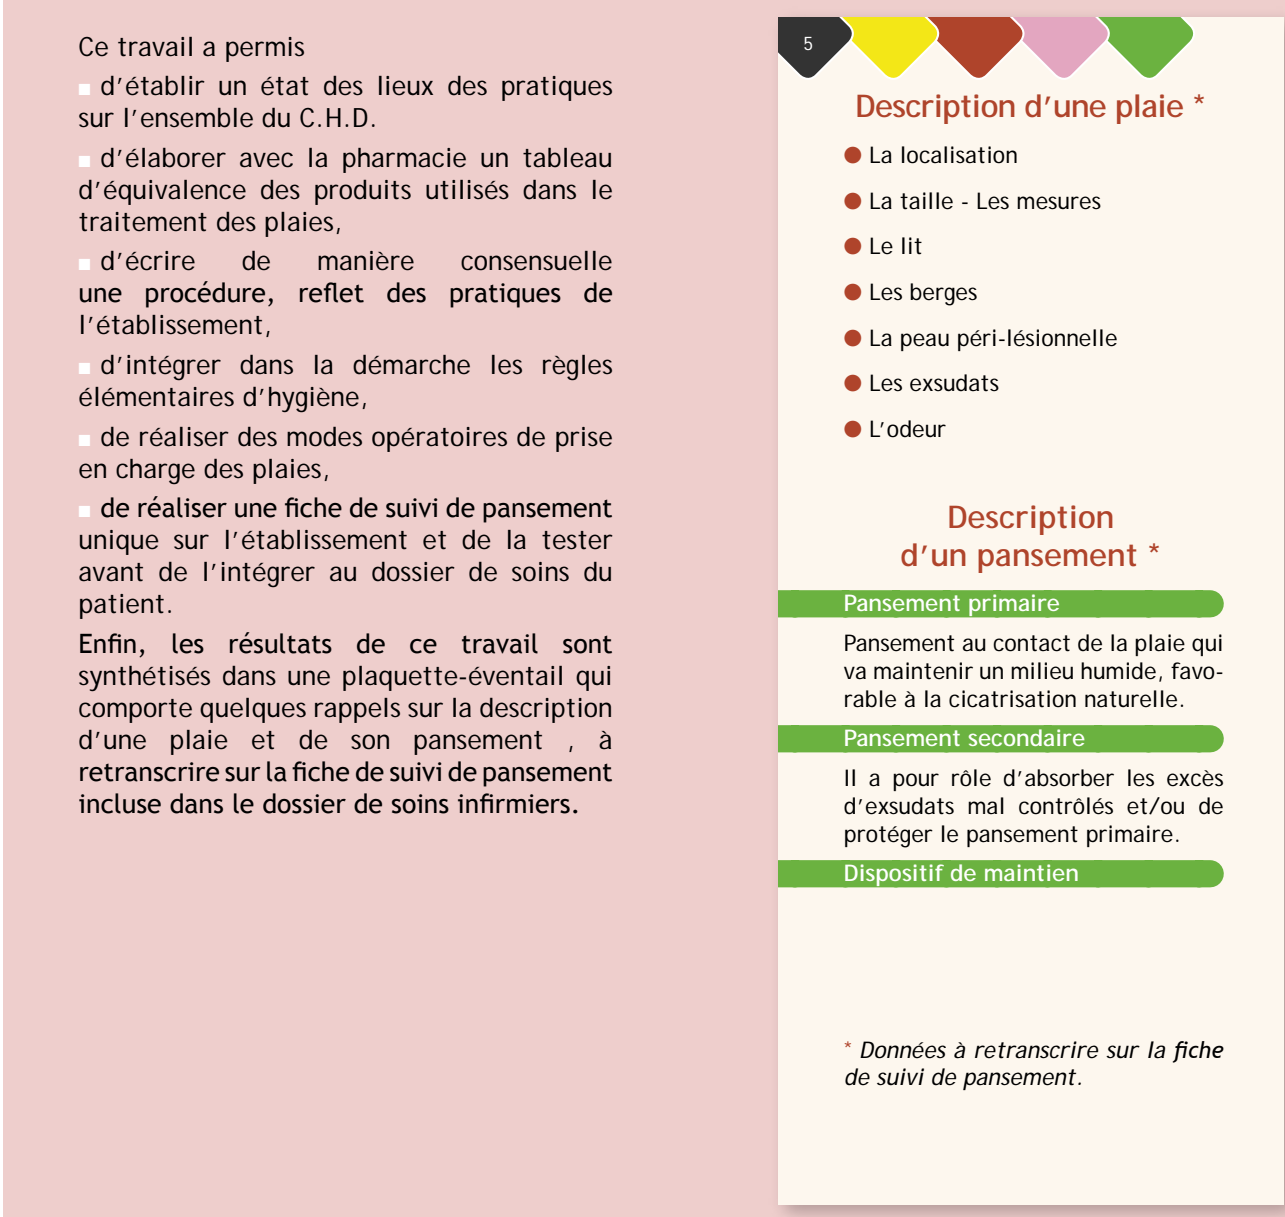 Ce travail a permis
■ d'établir un état des lieux des pratiques
sur l'ensemble du C.H.D.
■ d'élaborer avec la pharmacie un tableau
d'équivalence des produits utilisés dans le
traitement des plaies,
■ d'écrire de manière consensuelle
une procédure, reflet des pratiques de
l'établissement,
■ d'intégrer dans la démarche les règles
élémentaires d'hygiène,
■ de réaliser des modes opératoires de prise
en charge des plaies,
■ de réaliser une fiche de suivi de pansement
unique sur l'établissement et de la tester
avant de l'intégrer au dossier de soins du
patient.
Enfin, les résultats de ce travail sont
synthétisés dans une plaquette-éventail qui
comporte quelques rappels sur la description
d'une plaie et de son pansement , à
retranscrire sur la fiche de suivi de pansement
incluse dans le dossier de soins infirmiers.
5
Description d'une plaie *
● La localisation
● La taille - Les mesures
● Le lit
● Les berges
● La peau péri-lésionnelle
● Les exsudats
● L'odeur
Description
d'un pansement *
Pansement primaire
Pansement au contact de la plaie qui
va maintenir un milieu humide, favo-
rable à la cicatrisation naturelle.
Pansement secondaire
Il a pour rôle d'absorber les excès
d'exsudats mal contrôlés et/ou de
protéger le pansement primaire.
Dispositif de maintien
* Données à retranscrire sur la fiche
de suivi de pansement.